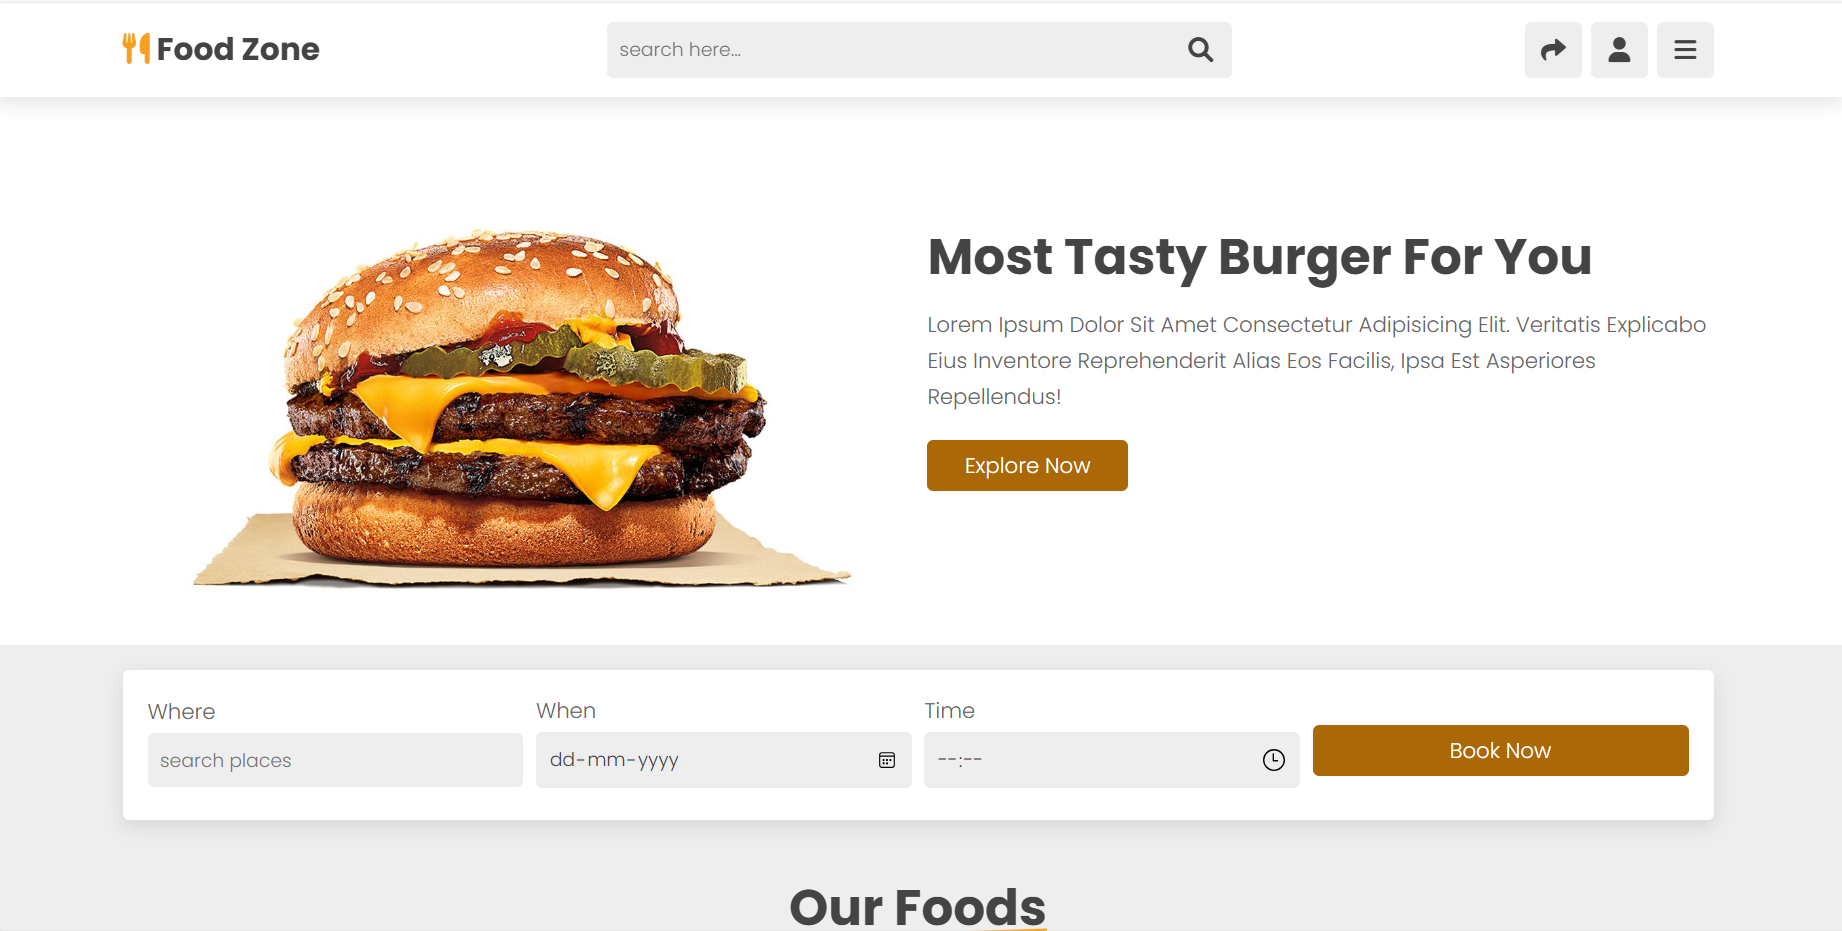 Food Zone
search here...
Most Tasty Burger For You
Lorem Ipsum Dolor Sit Amet Consectetur Adipisicing Elit. Veritatis Explicabo
Eius Inventore Reprehenderit Alias Eos Facilis, Ipsa Est Asperiores
Repellendus!
Explore Now
Where
When
Time
search places
dd-mm-yyyy
--:--
Book Now
Our Foods